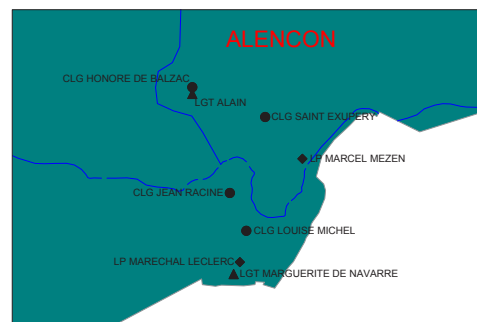 ALENCON
CLG HONORE DE BALZAC
LGT ALAIN
CLG SAINT EXUPERY
LP MARCEL MEZEN
CLG JEAN RACINE
CLG LOUISE MICHEL
LP MARECHAL LECLERC
LGT MARGUERITE DE NAVARRE